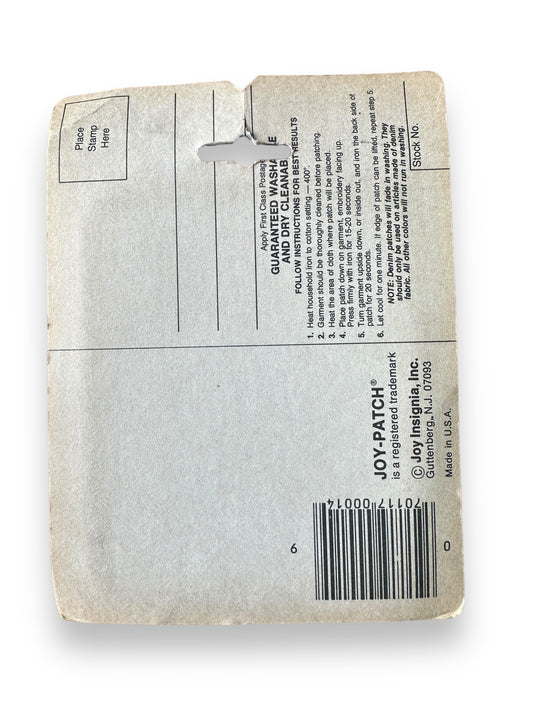 Place
Stamp
Here
Apply First Class Postage
GUARANTEED WASHABLE
AND DRY CLEANAB
FOLLOW INSTRUCTIONS FOR BEST RESULTS
1. Heat household iron to cotton setting — 400°.
2. Garment should be thoroughly cleaned before patching.
3. Heat the area of cloth where patch will be placed.
4. Place patch down on garment, embroidery facing up.
Press firmly with iron for 15-20 seconds.
5. Turn garment upside down, or inside out, and iron the back side of
patch for 20 seconds.
6. Let cool for one minute. If edge of patch can be lifted, repeat step 5.
NOTE: Denim patches will fade in washing. They
should only be used on articles made of denim
fabric. All other colors will not run in washing.
Stock No.
JOY-PATCH®
is a registered trademark
© Joy Insignia, Inc.
Guttenberg, N.J. 07093
Made in U.S.A.
0
70117 00014
6